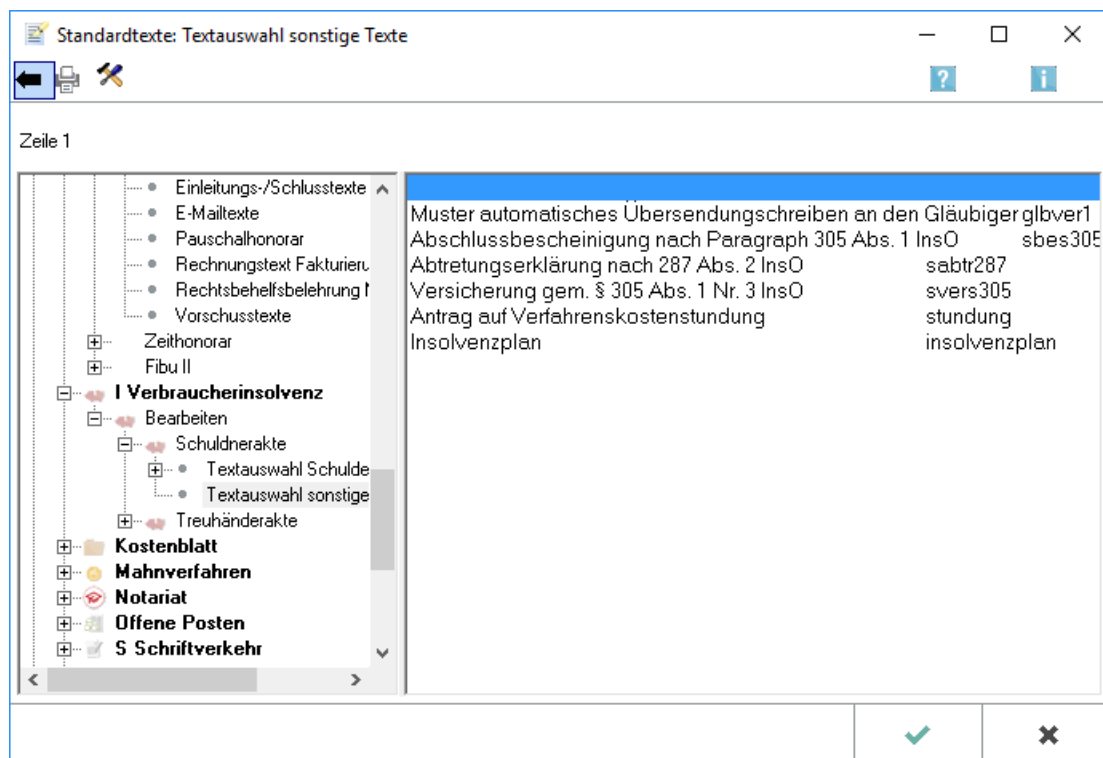 Standardtexte: Textauswahl sonstige Texte
?
i
Zeile 1
Einleitungs-/Schlusstexte
E-Mailtexte
Pauschalhonorar
Rechnungstext Fakturieru
Rechtsbehelfsbelehrung
Vorschusstexte
Zeithonorar
Fibu II
I Verbraucherinsolvenz
Bearbeiten
Schuldnerakte
Textauswahl Schulde
Textauswahl sonstige
Treuhänderakte
Kostenblatt
Mahnverfahren
Notariat
Offene Posten
S Schriftverkehr
Muster automatisches Übersendungschreiben an den Gläubiger glbver1
Abschlussbescheinigung nach Paragraph 305 Abs. 1 InsO sbes305
Abtretungserklärung nach 287 Abs. 2 InsO sabtr287
Versicherung gem. § 305 Abs. 1 Nr. 3 InsO svers305
Antrag auf Verfahrenskostenstundung stundung
Insolvenzplan insolvenzplan